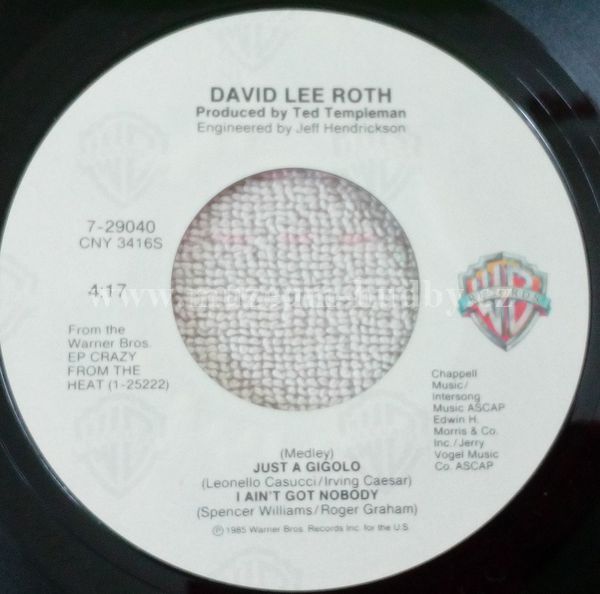 DAVID LEE ROTH
Produced by Ted Templeman
Engineered by Jeff Hendrickson
7-29040
CNY 3416S
4:17
From the
Warner Bros.
EP CRAZY
FROM THE
HEAT (1-25222)
RECORDS
Chappell
Music/
Intersong
Music ASCAP
Edwin H.
Morris & Co.
Inc./Jerry
Vogel Music
Co. ASCAP
(Medley)
JUST A GIGOLO
(Leonello Casucci/Irving Caesar)
I AIN'T GOT NOBODY
(Spencer Williams/Roger Graham)
℗1985 Warner Bros. Records Inc. for the U.S.